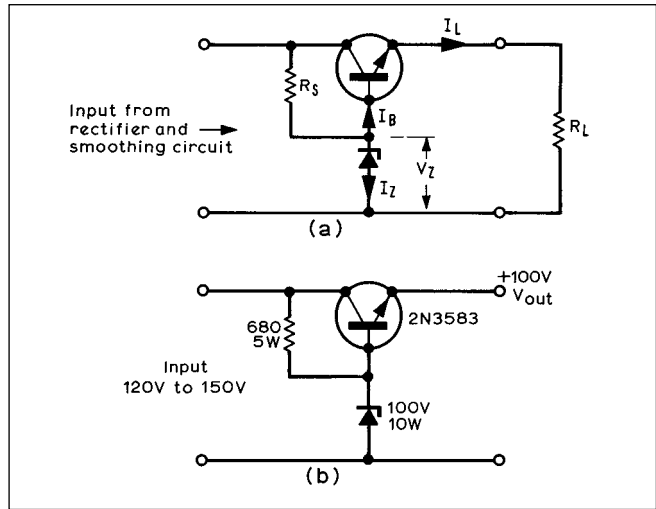 I_L
R_S
Input from
rectifier and →
smoothing circuit
I_B
R_L
V_Z
I_Z
(a)
+100V
V_out
2N3583
680
5W
Input
120V to 150V
100V
10W
(b)